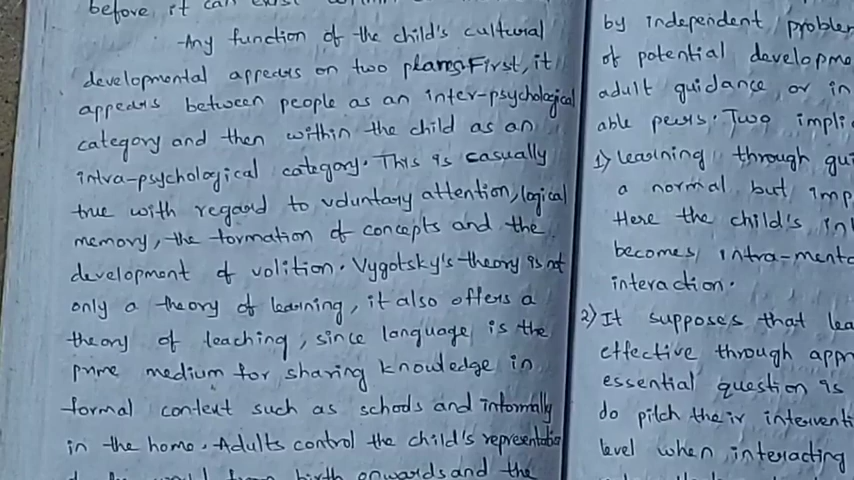 before it can exist
Any function of the child's cultural
developmental appears on two planes. First, it
appears between people as an inter-psychological
category and then within the child as an
intra-psychological category. This is casually
true with regard to voluntary attention, logical
memory, the formation of concepts and the
development of volition. Vygotsky's theory is not
only a theory of learning, it also offers a
theory of teaching, since language is the
prime medium for sharing knowledge in
formal context such as schools and informally
in the home. Adults control the child's representation
birth onwards and the
by independent problem
of potential developme
adult guidance or in
able peers. Two impli
1) learning through gui
a normal but imp
Here the child's in
becomes intra-menta
interaction.
2) It supposes that lea
effective through appr
essential question is
do pitch their interventi
level when interacting